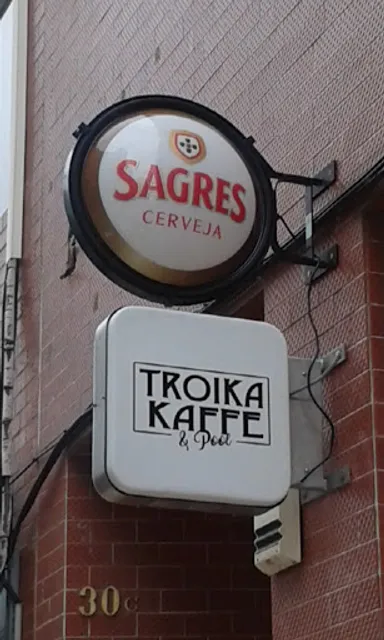 SAGRES
CERVEJA
TROIKA
KAFFE
& Pool
30C